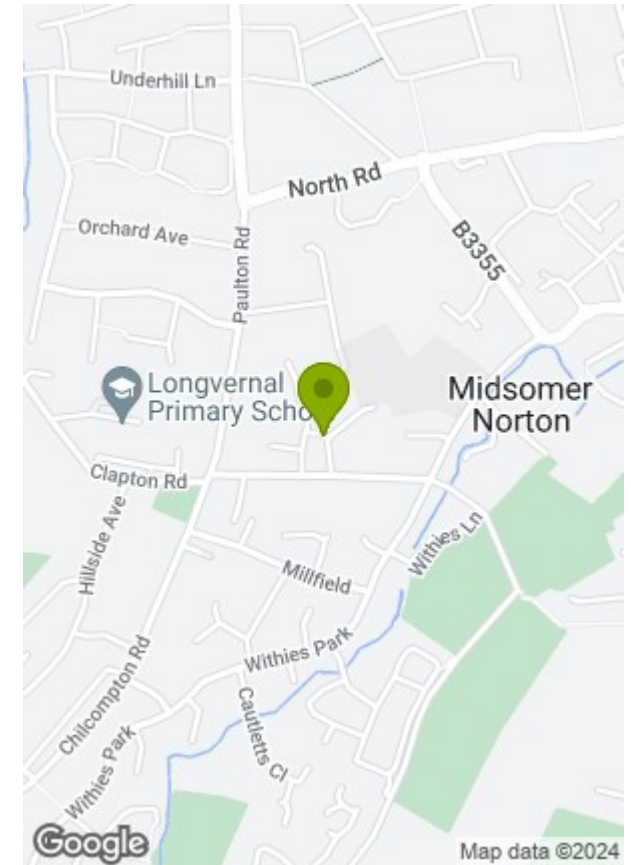 Underhill Ln
North Rd
Orchard Ave
Paulton Rd
B3355
Longvernal
Primary Scho
Midsomer
Norton
Clapton Rd
Hillside Ave
Withies Ln
Millfield
Withies Park
Chilcompton Rd
Cautletts Cl
Withies Park
Google
Map data ©2024